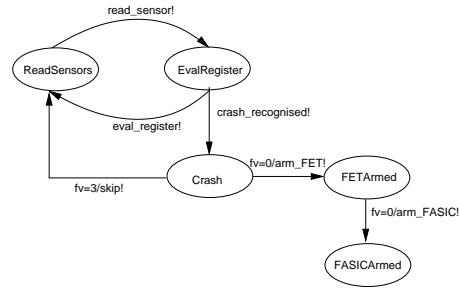 read_sensor!
ReadSensors
EvalRegister
eval_register!
crash_recognised!
fv=0/arm_FET!
Crash
FETArmed
fv=3/skip!
fv=0/arm_FASIC!
FASICArmed